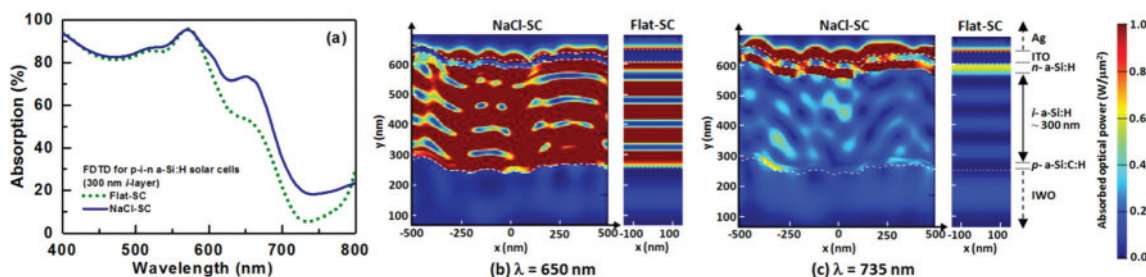 (a)
Absorption (%)
100
80
60
40
20
0
FDTD for p-i-n a-Si:H solar cells
(300 nm i-layer)
Flat-SC
NaCl-SC
400 500 600 700 800
Wavelength (nm)
NaCl-SC Flat-SC
y (nm)
600
500
400
300
200
100
-500 -250 0 250 500 -100 100
x (nm) x (nm)
(b) λ = 650 nm
NaCl-SC Flat-SC
y (nm)
600
500
400
300
200
100
-500 -250 0 250 500 -100 100
x (nm) x (nm)
(c) λ = 735 nm
Ag
ITO
n- a-Si:H
i- a-Si:H
~ 300 nm
p- a-Si:C:H
IWO
Absorbed optical power (W/μm²)
1.0
0.8
0.6
0.4
0.2
0.0